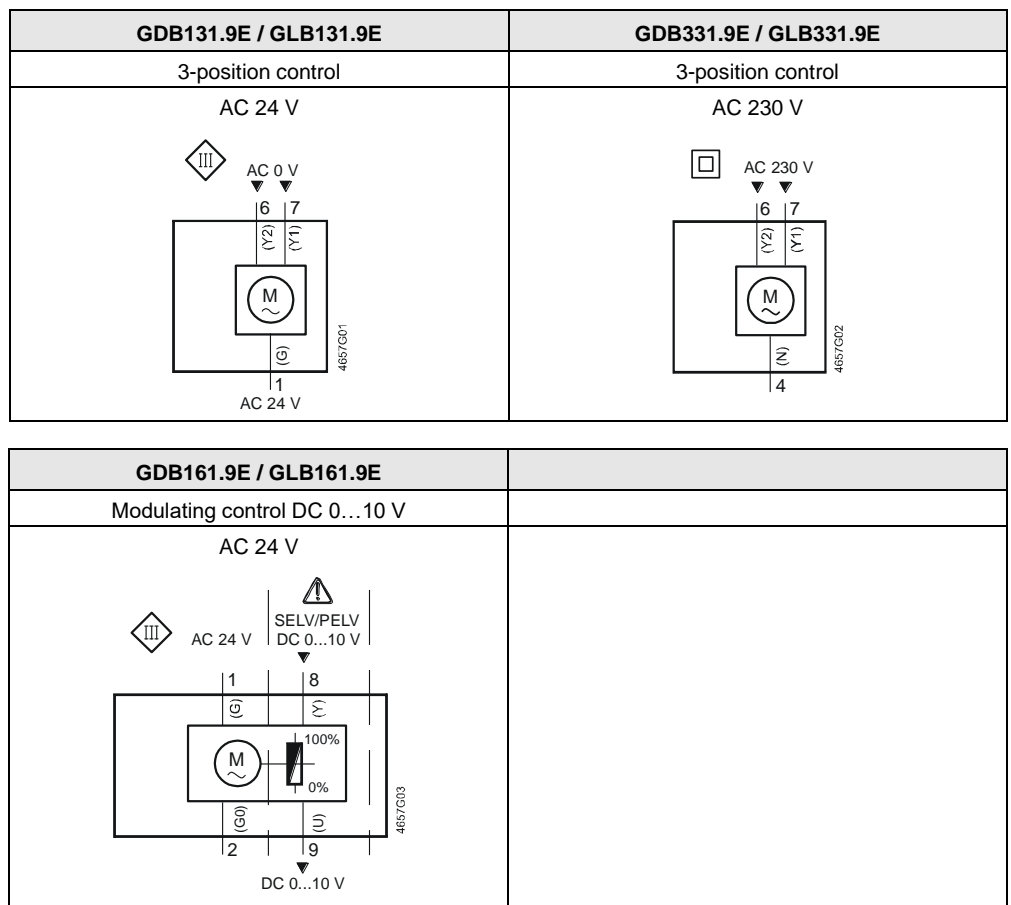 GDB131.9E / GLB131.9E
GDB331.9E / GLB331.9E
3-position control
3-position control
AC 24 V
III
AC 0 V
6 7
(Y2) (Y1)
M
(G)
1
AC 24 V
4657G01
AC 230 V
AC 230 V
6 7
(Y2) (Y1)
M
(N)
4
4657G02
GDB161.9E / GLB161.9E
Modulating control DC 0…10 V
AC 24 V
III
AC 24 V
SELV/PELV
DC 0...10 V
1 8
(G) (Y)
M
100%
0%
(G0) (U)
2 9
DC 0...10 V
4657G03